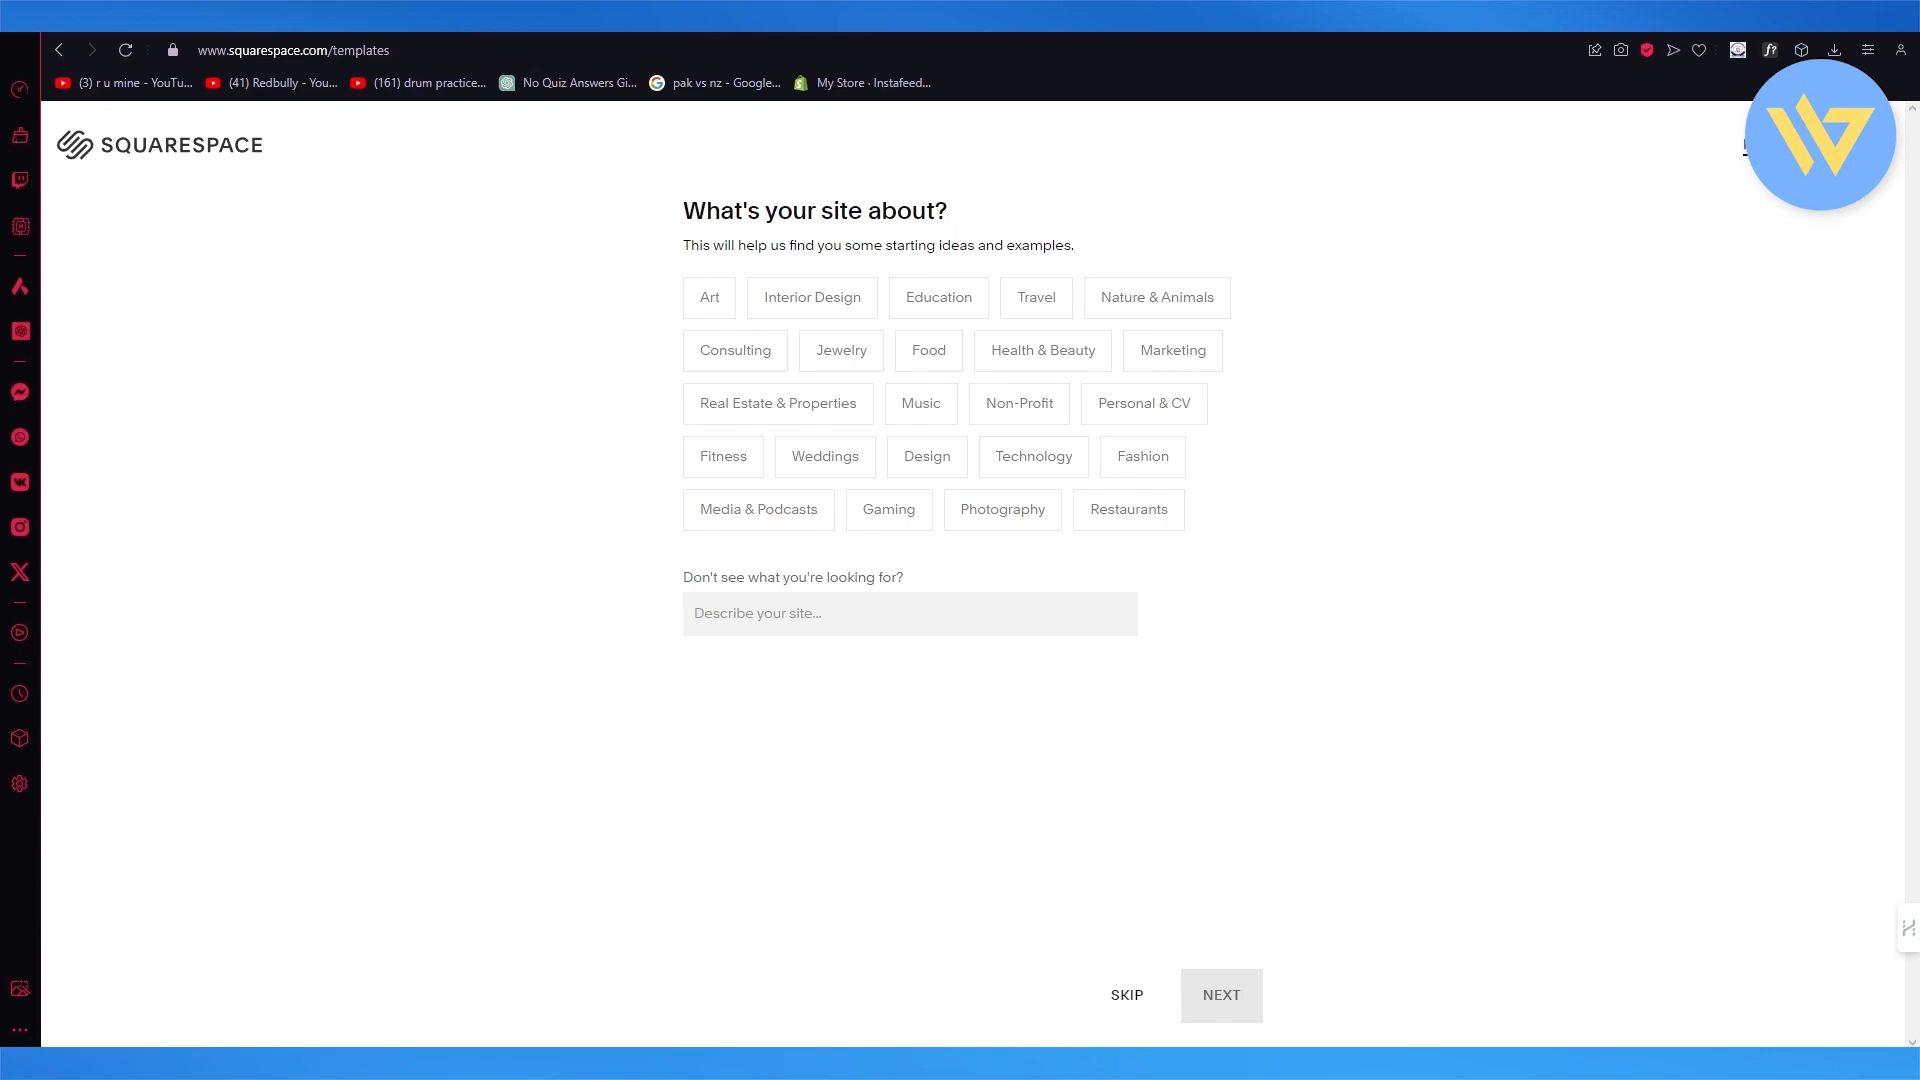 www.squarespace.com/templates
(3) r u mine - YouTu...
(41) Redbully - You...
(161) drum practice...
No Quiz Answers Gi...
pak vs nz - Google...
My Store · Instafeed...
SQUARESPACE
What's your site about?
This will help us find you some starting ideas and examples.
Art
Interior Design
Education
Travel
Nature & Animals
Consulting
Jewelry
Food
Health & Beauty
Marketing
Real Estate & Properties
Music
Non-Profit
Personal & CV
Fitness
Weddings
Design
Technology
Fashion
Media & Podcasts
Gaming
Photography
Restaurants
Don't see what you're looking for?
Describe your site...
SKIP
NEXT